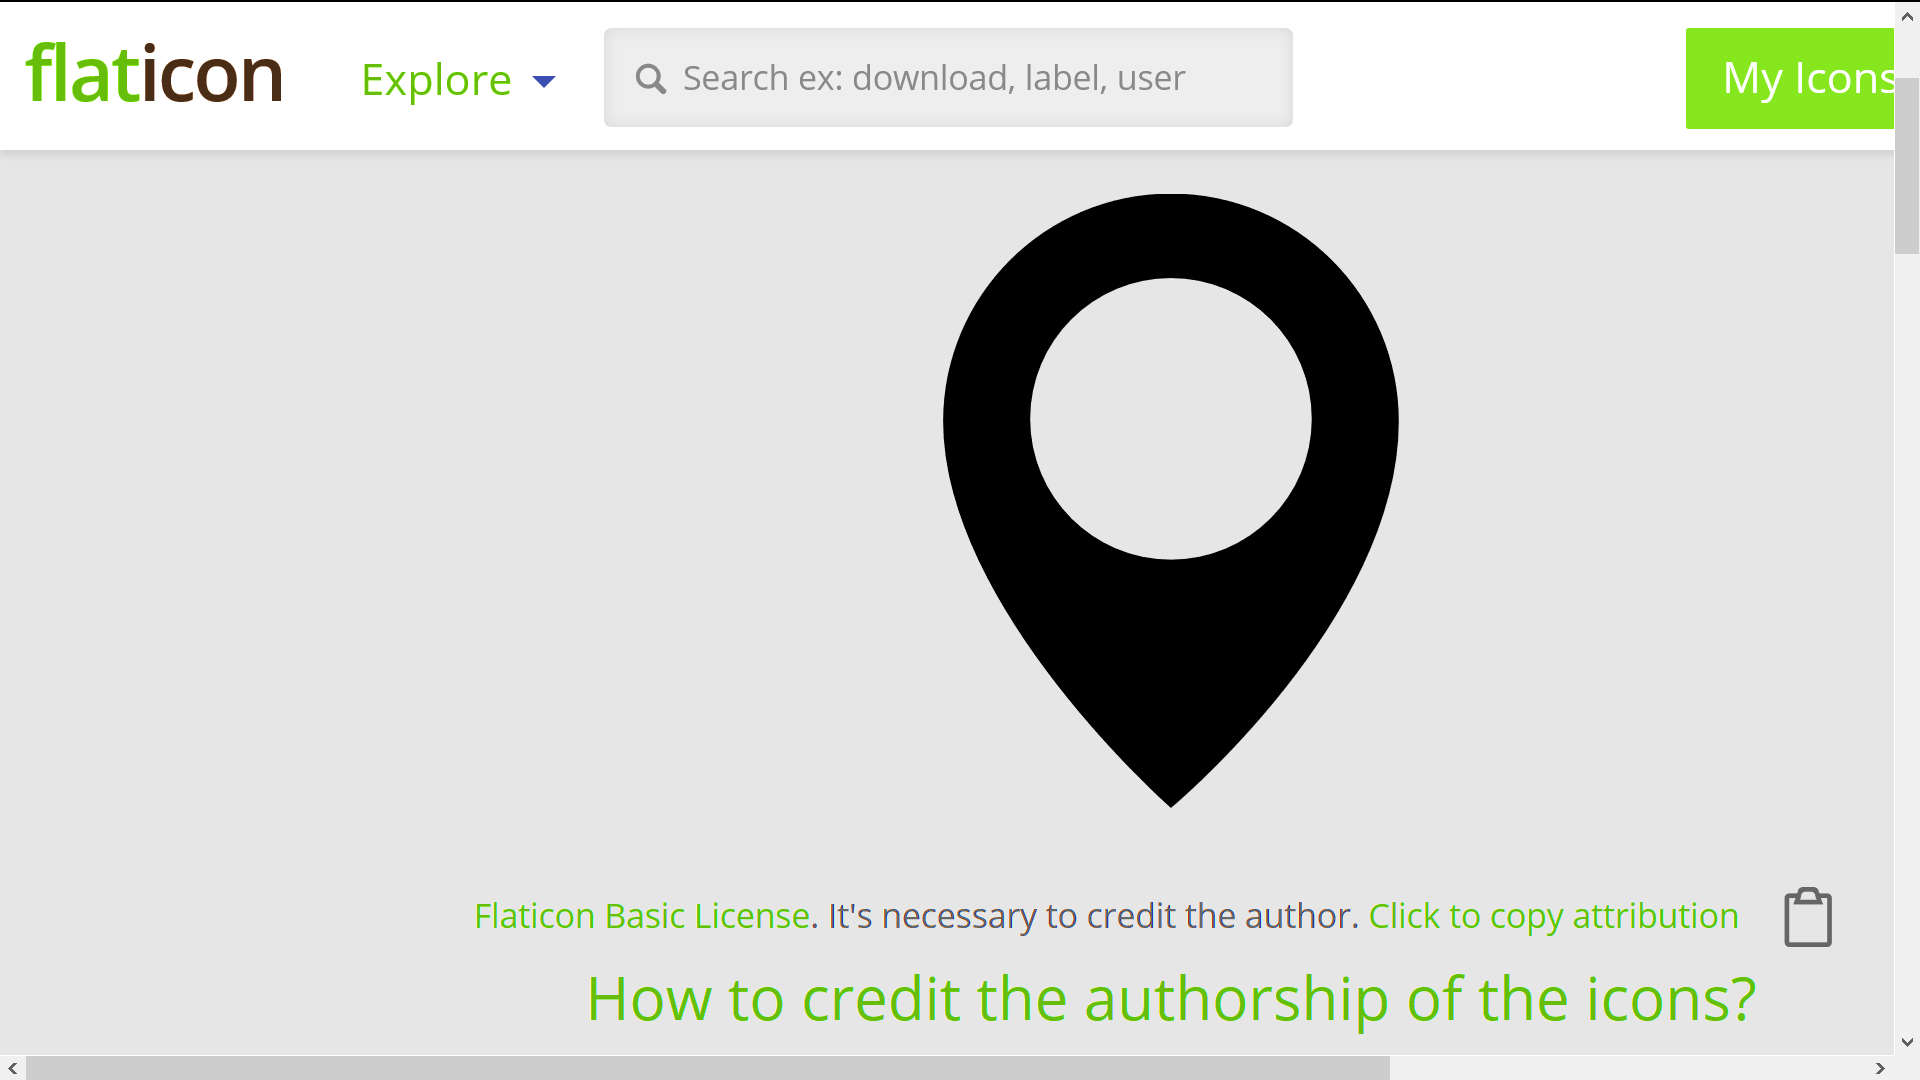 flaticon
Explore
Search ex: download, label, user
My Icons
Flaticon Basic License. It's necessary to credit the author. Click to copy attribution
How to credit the authorship of the icons?